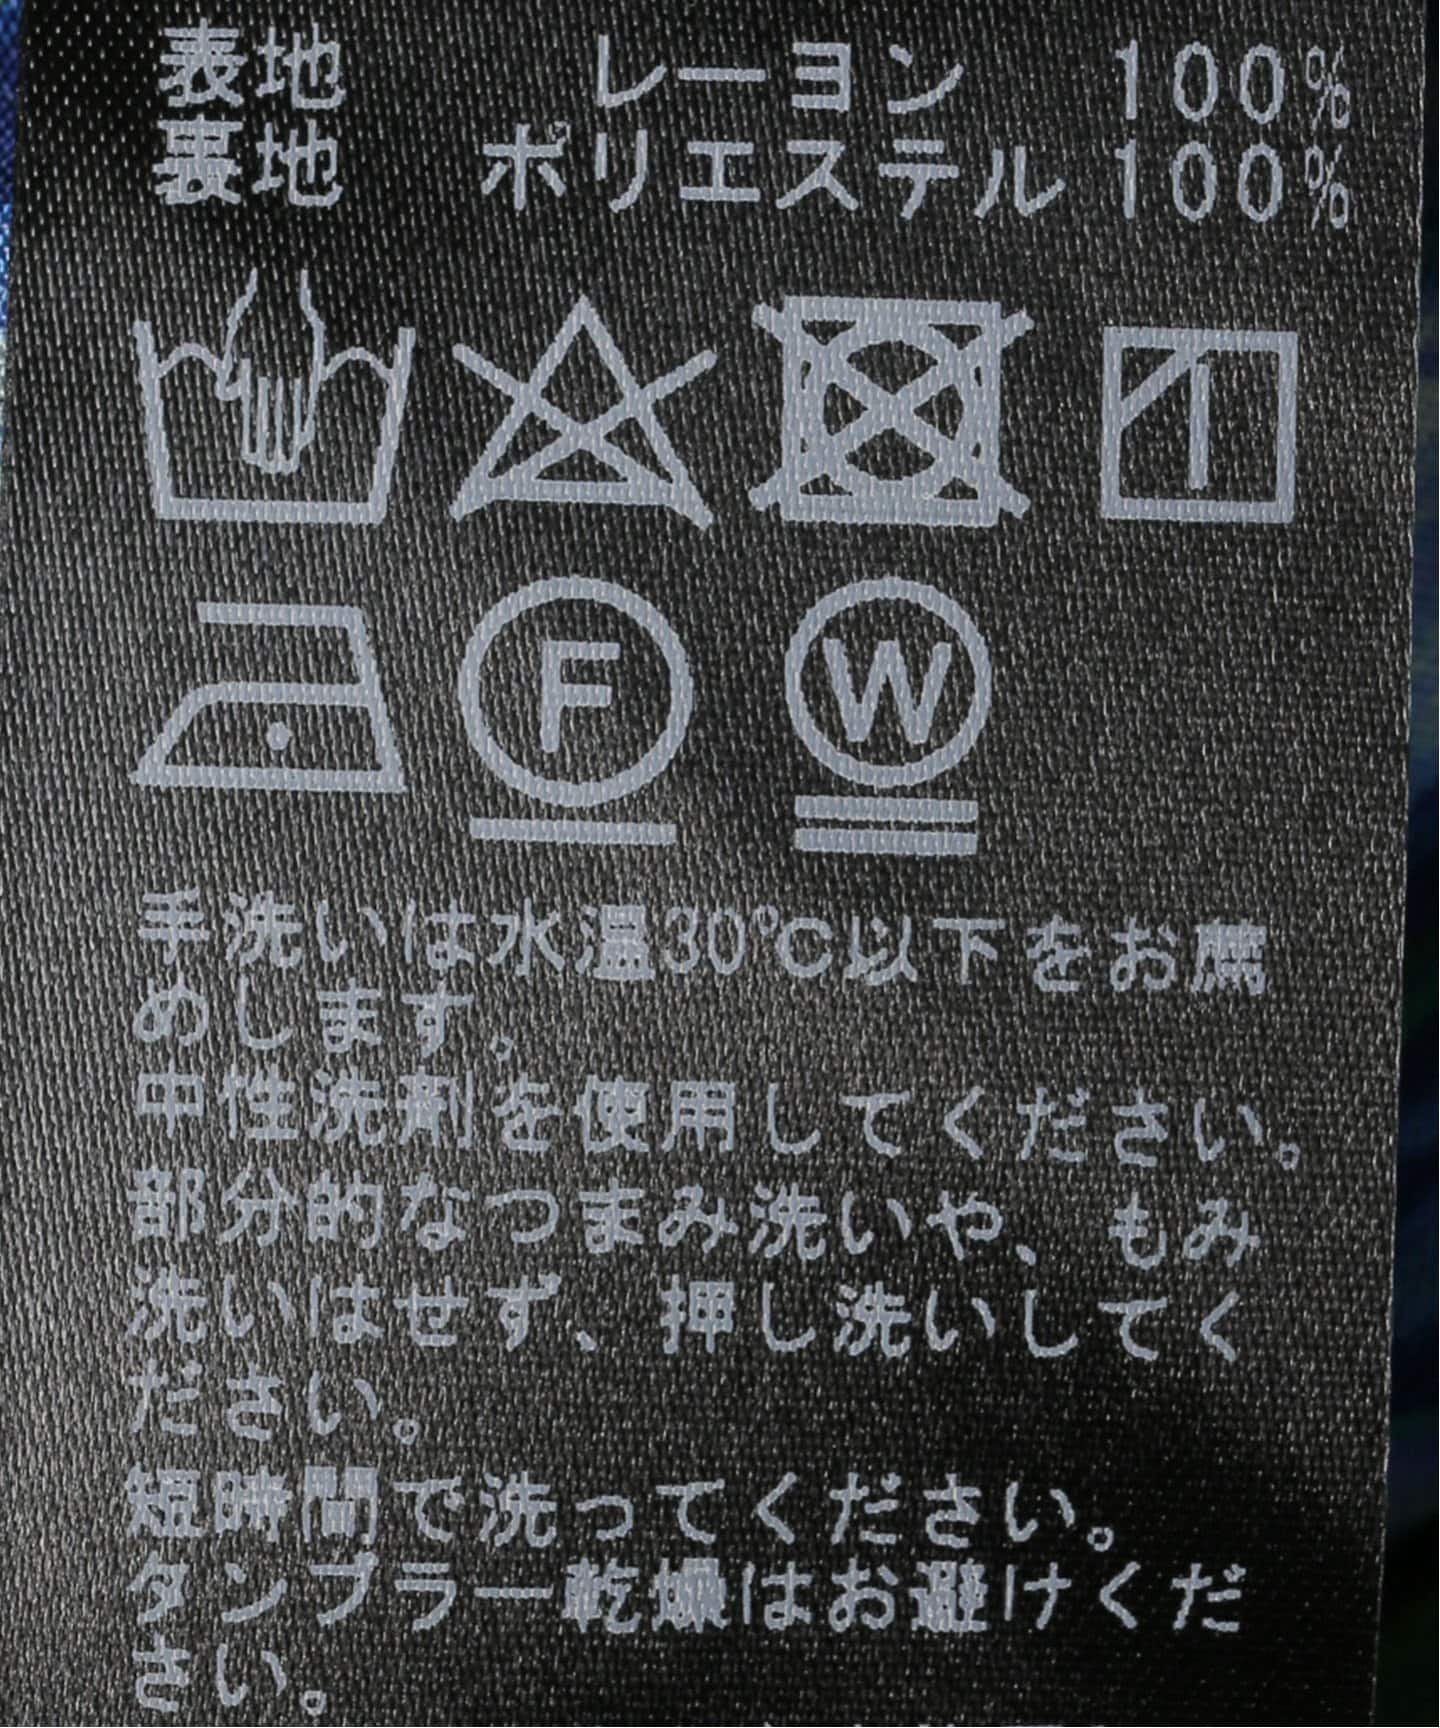 表地 レーヨン 100%
裏地 ポリエステル 100%
F W
手洗いは水温30℃以下をお薦
めします。
中性洗剤を使用してください。
部分的なつまみ洗いや、もみ
洗いはせず、押し洗いしてく
ださい。
短時間で洗ってください。
タンブラー乾燥はお避けくだ
さい。